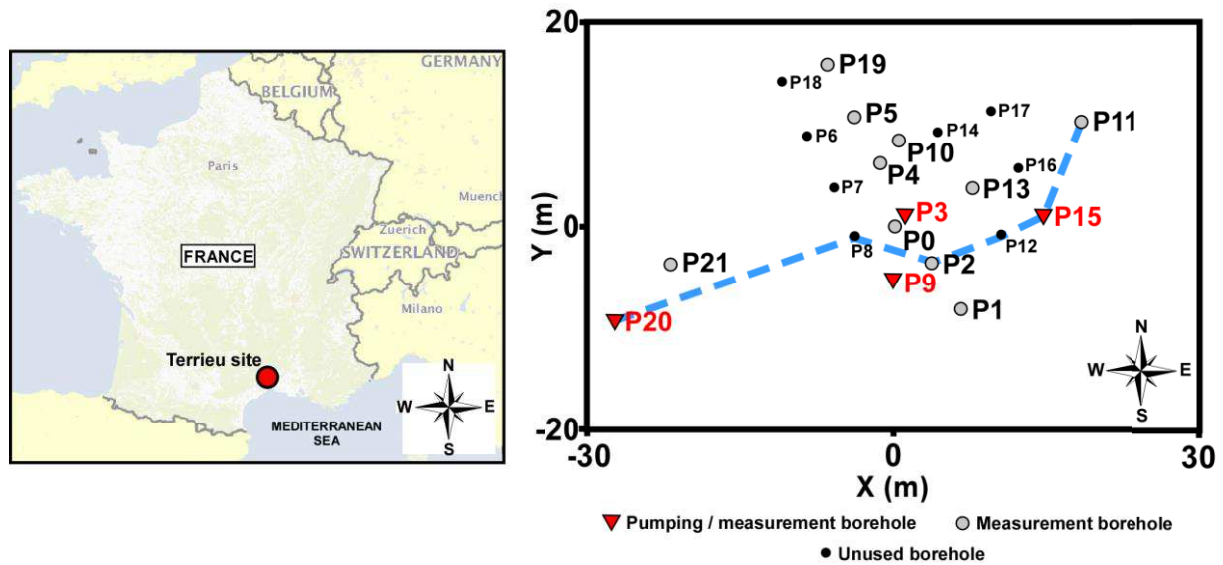 GERMANY
BELGIUM
Paris
Muench
FRANCE
Zuerich
SWITZERLAND
Milano
Terrieu site
MEDITERRANEAN
SEA
N
W
E
S
20
P19
P18
P5
P17
P11
P6
P14
P10
P4
P16
P7
P13
P3
P15
P0
P8
P12
P21
P2
P9
P20
P1
N
W
E
S
Y (m)
-20
-30
0
30
X (m)
0
Pumping / measurement borehole
Measurement borehole
Unused borehole